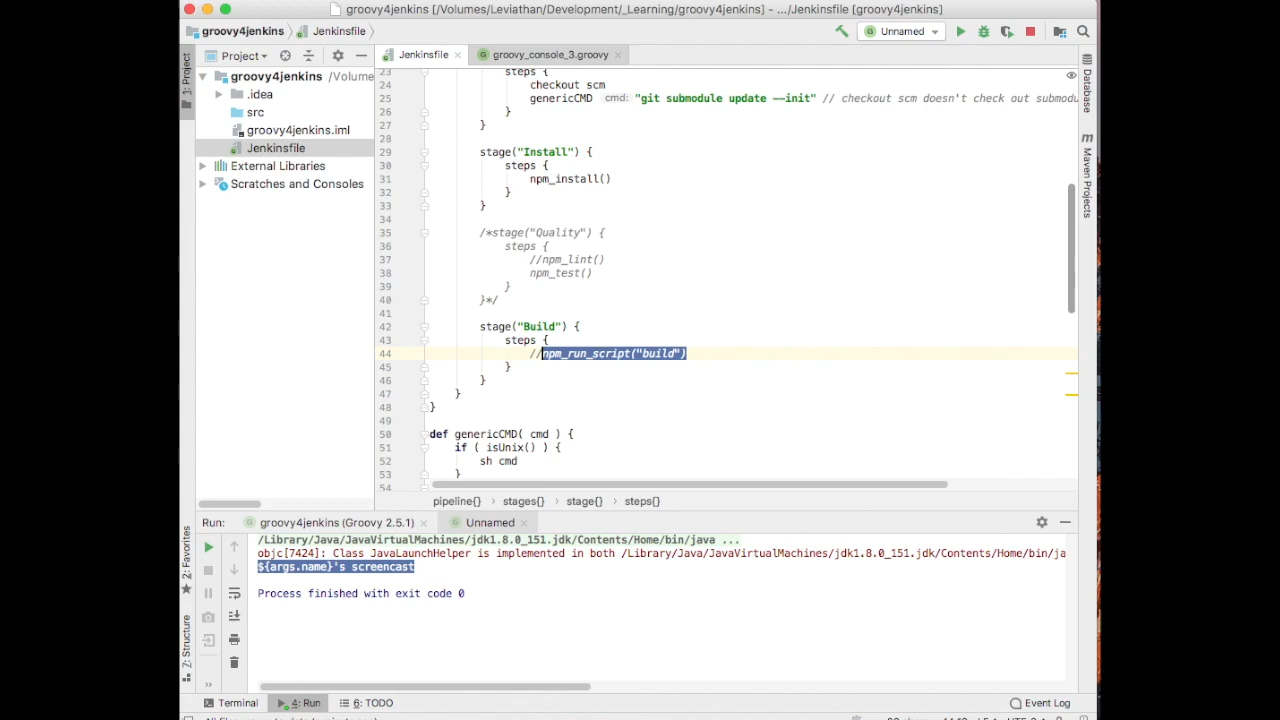 groovy4jenkins [/Volumes/Leviathan/Development/_Learning/groovy4jenkins] - .../Jenkinsfile [groovy4jenkins]
groovy4jenkins Jenkinsfile Unnamed
1: Project
Project
Jenkinsfile
groovy_console_3.groovy
groovy4jenkins /Volume
.idea
src
groovy4jenkins.iml
Jenkinsfile
External Libraries
Scratches and Consoles
23 steps {
24 checkout scm
25 genericCMD cmd: "git submodule update --init" // checkout scm doesn't check out submodu
26 }
27 }
28
29 stage("Install") {
30 steps {
31 npm_install()
32 }
33 }
34
35 /*stage("Quality") {
36 steps {
37 //npm_lint()
38 npm_test()
39 }
40 }*/
41
42 stage("Build") {
43 steps {
44 //npm_run_script("build")
45 }
46 }
47 }
48 }
49
50 def genericCMD( cmd ) {
51 if ( isUnix() ) {
52 sh cmd
53 }
54
Database
m Maven Projects
pipeline{} › stages{} › stage{} › steps{}
Run: groovy4jenkins (Groovy 2.5.1) Unnamed
/Library/Java/JavaVirtualMachines/jdk1.8.0_151.jdk/Contents/Home/bin/java ...
objc[7424]: Class JavaLaunchHelper is implemented in both /Library/Java/JavaVirtualMachines/jdk1.8.0_151.jdk/Contents/Home/bin/ja
${args.name}'s screencast
Process finished with exit code 0
2: Favorites
7: Structure
Terminal 4: Run 6: TODO Event Log